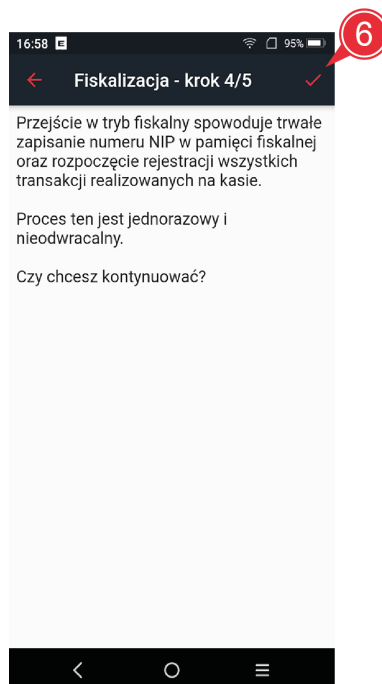 6
16:58 E 95%
Fiskalizacja - krok 4/5
Przejście w tryb fiskalny spowoduje trwałe
zapisanie numeru NIP w pamięci fiskalnej
oraz rozpoczęcie rejestracji wszystkich
transakcji realizowanych na kasie.
Proces ten jest jednorazowy i
nieodwracalny.
Czy chcesz kontynuować?